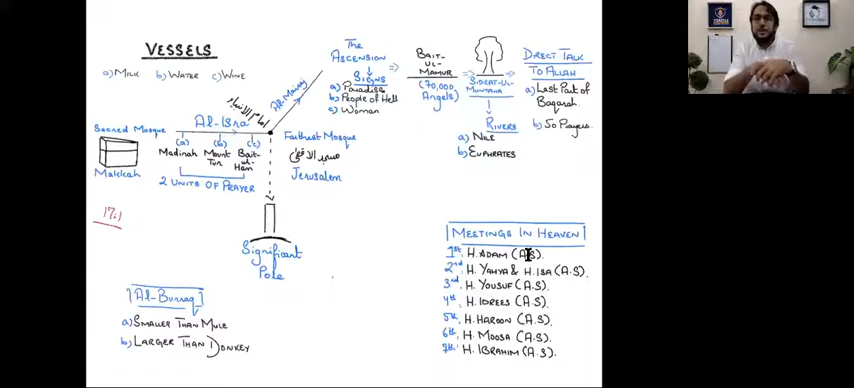 VESSELS
a) MILK b) WATER c) WINE
Sacred Mosque
Makkah
Al-Isra
امام الانبیاء
Al-Mairaj
(a) (b) (c)
Madinah Mount Tur Bait-ul-Ham
2 UNITS OF PRAYER
Farthest Mosque
Jerusalem
Significant Pole
17:1
The ASCENSION
SIGNS
a) Paradise
b) People of Hell
c) Woman
BAIT-UL-MAMUR
(70,000 Angels)
SIDRAT-UL-MUNTAHA
RIVERS
a) NILE
b) EUPHRATES
DIRECT TALK TO ALLAH
a) Last Part of Baqarah.
b) 50 Prayers.
Al-Burraq
a) SMALLER THAN MULE
b) LARGER THAN DONKEY
MEETINGS IN HEAVEN
1st: H. ADAM (A.S).
2nd: H. YAHYA & H. ISA (A.S).
3rd: H. YOUSUF (A.S).
4th: H. IDREES (A.S).
5th: H. HAROON (A.S).
6th: H. MOOSA (A.S).
7th: H. IBRAHIM (A.S).